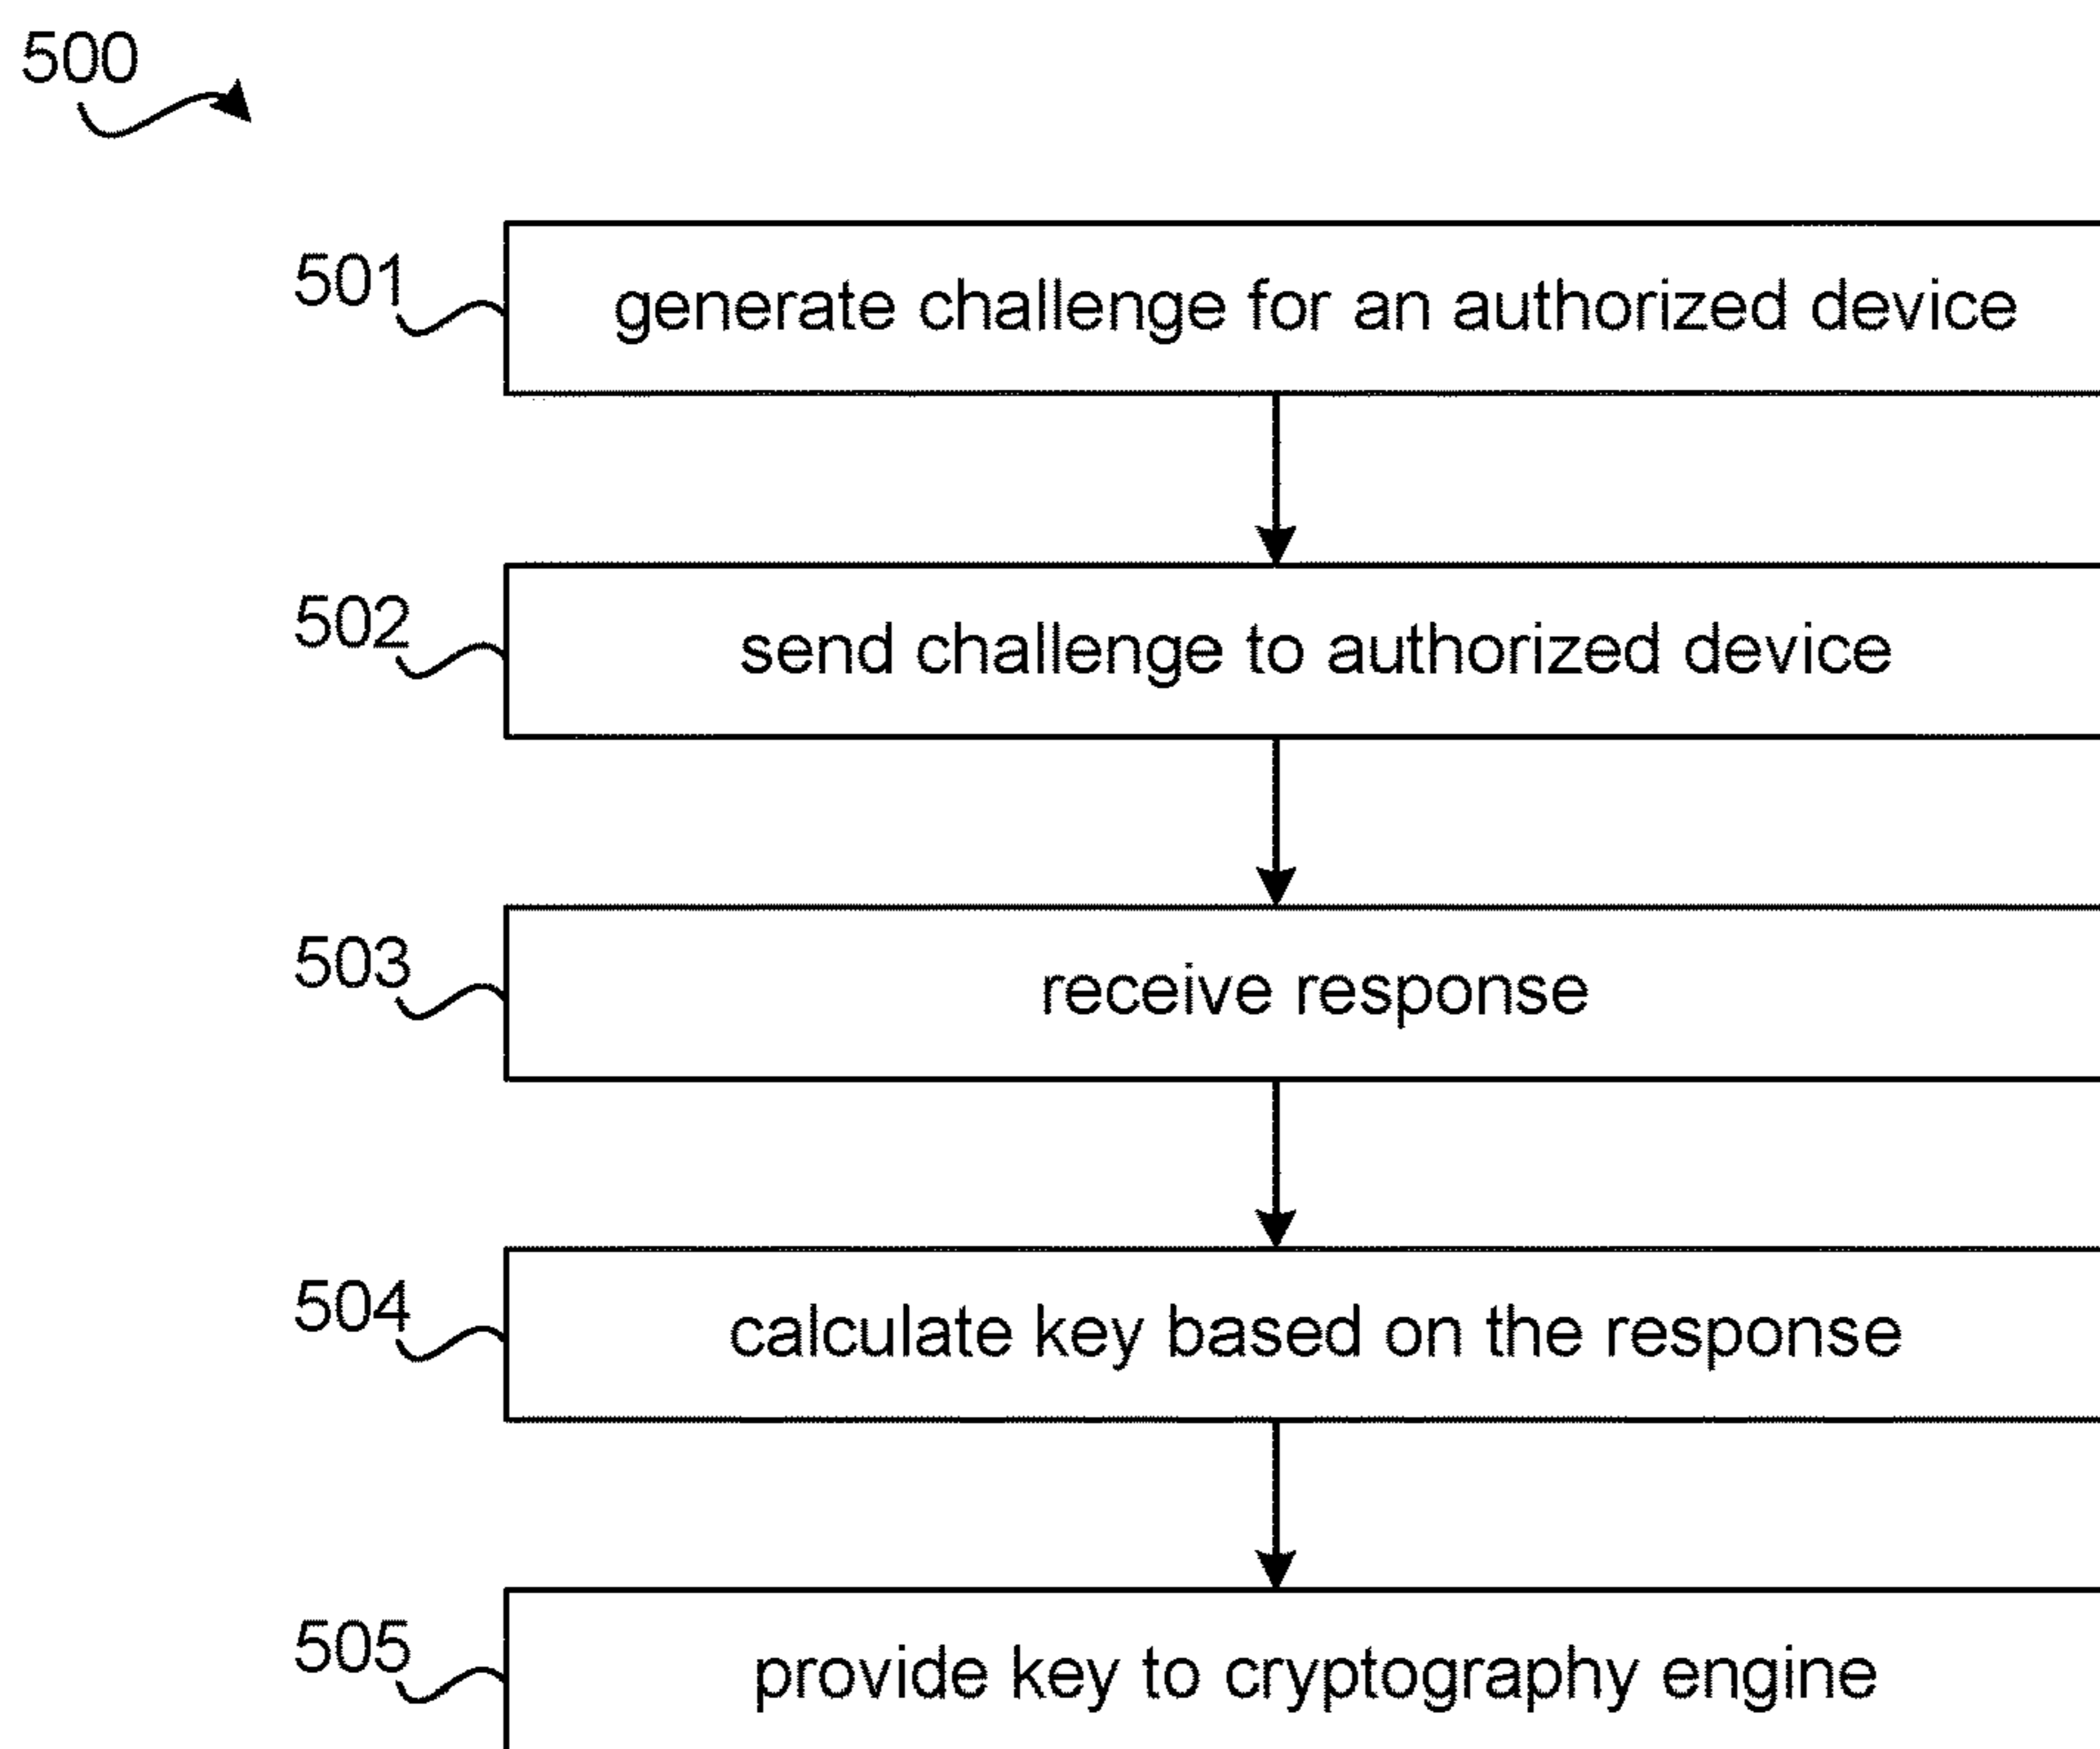 500
501
generate challenge for an authorized device
502
send challenge to authorized device
503
receive response
504
calculate key based on the response
505
provide key to cryptography engine